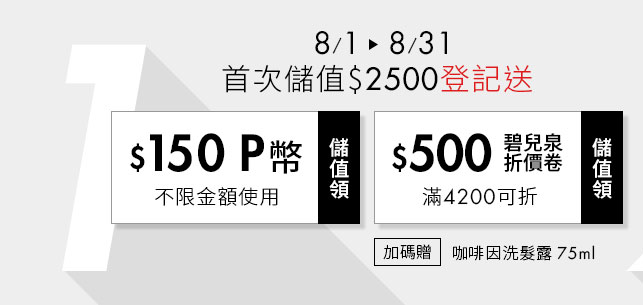 1
8/1 ▸ 8/31
首次儲值$2500登記送
$150 P幣
不限金額使用
儲值領
$500 碧兒泉折價卷
滿4200可折
儲值領
加碼贈 咖啡因洗髮露 75ml